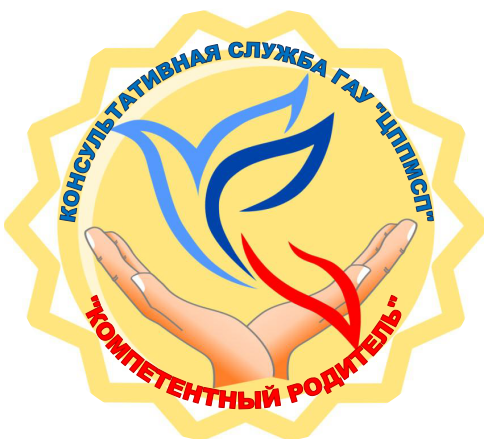 КОНСУЛЬТАТИВНАЯ СЛУЖБА ГАУ "ЦППМСП"
"КОМПЕТЕНТНЫЙ РОДИТЕЛЬ"